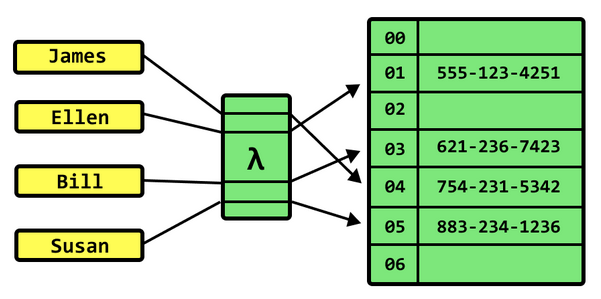 James
Ellen
Bill
Susan
λ
00
01 555-123-4251
02
03 621-236-7423
04 754-231-5342
05 883-234-1236
06